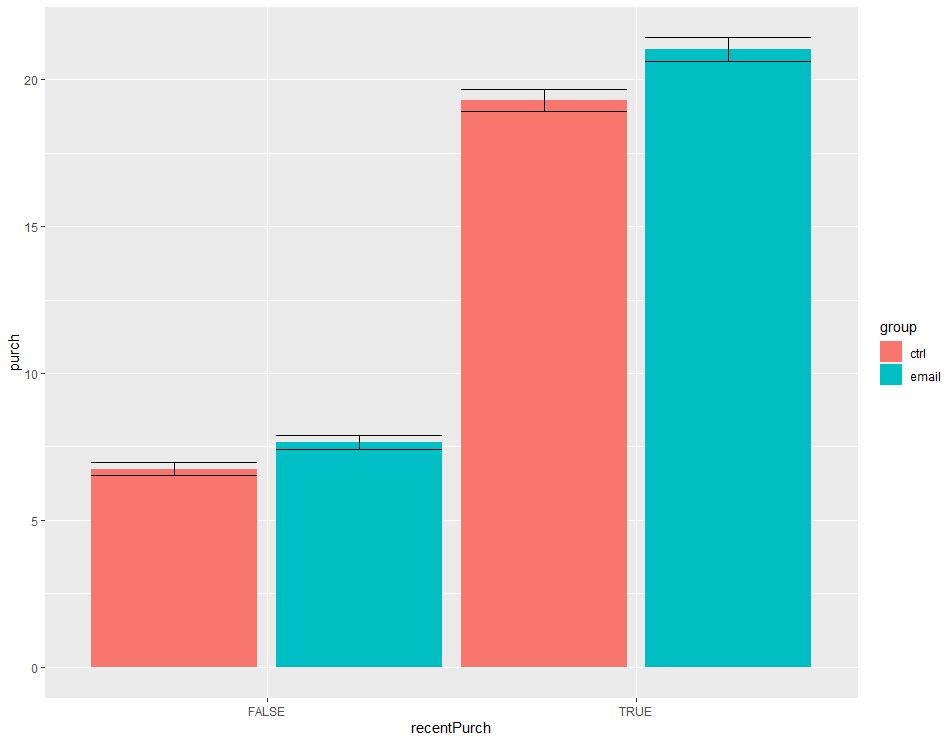 purch
20
15
10
5
0
FALSE TRUE
recentPurch
group
ctrl
email